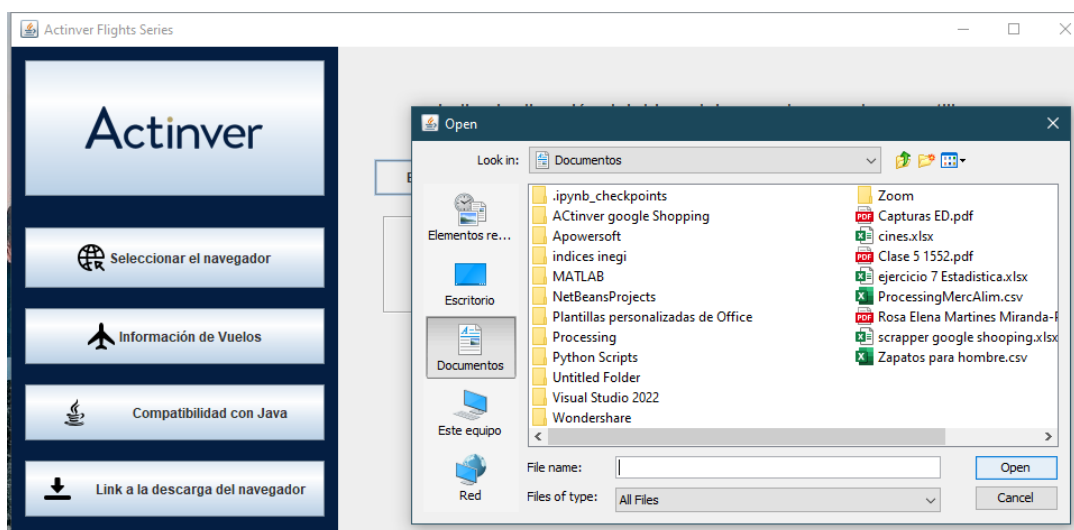 Actinver Flights Series
Actinver
Seleccionar el navegador
Información de Vuelos
Compatibilidad con Java
Link a la descarga del navegador
Open
Look in:
Documentos
Elementos re...
Escritorio
Documentos
Este equipo
Red
.ipynb_checkpoints
ACtinver google Shopping
Apowersoft
indices inegi
MATLAB
NetBeansProjects
Plantillas personalizadas de Office
Processing
Python Scripts
Untitled Folder
Visual Studio 2022
Wondershare
Zoom
Capturas ED.pdf
cines.xlsx
Clase 5 1552.pdf
ejercicio 7 Estadistica.xlsx
ProcessingMercAlim.csv
Rosa Elena Martines Miranda-
scrapper google shooping.xlsx
Zapatos para hombre.csv
File name:
Open
Files of type:
All Files
Cancel